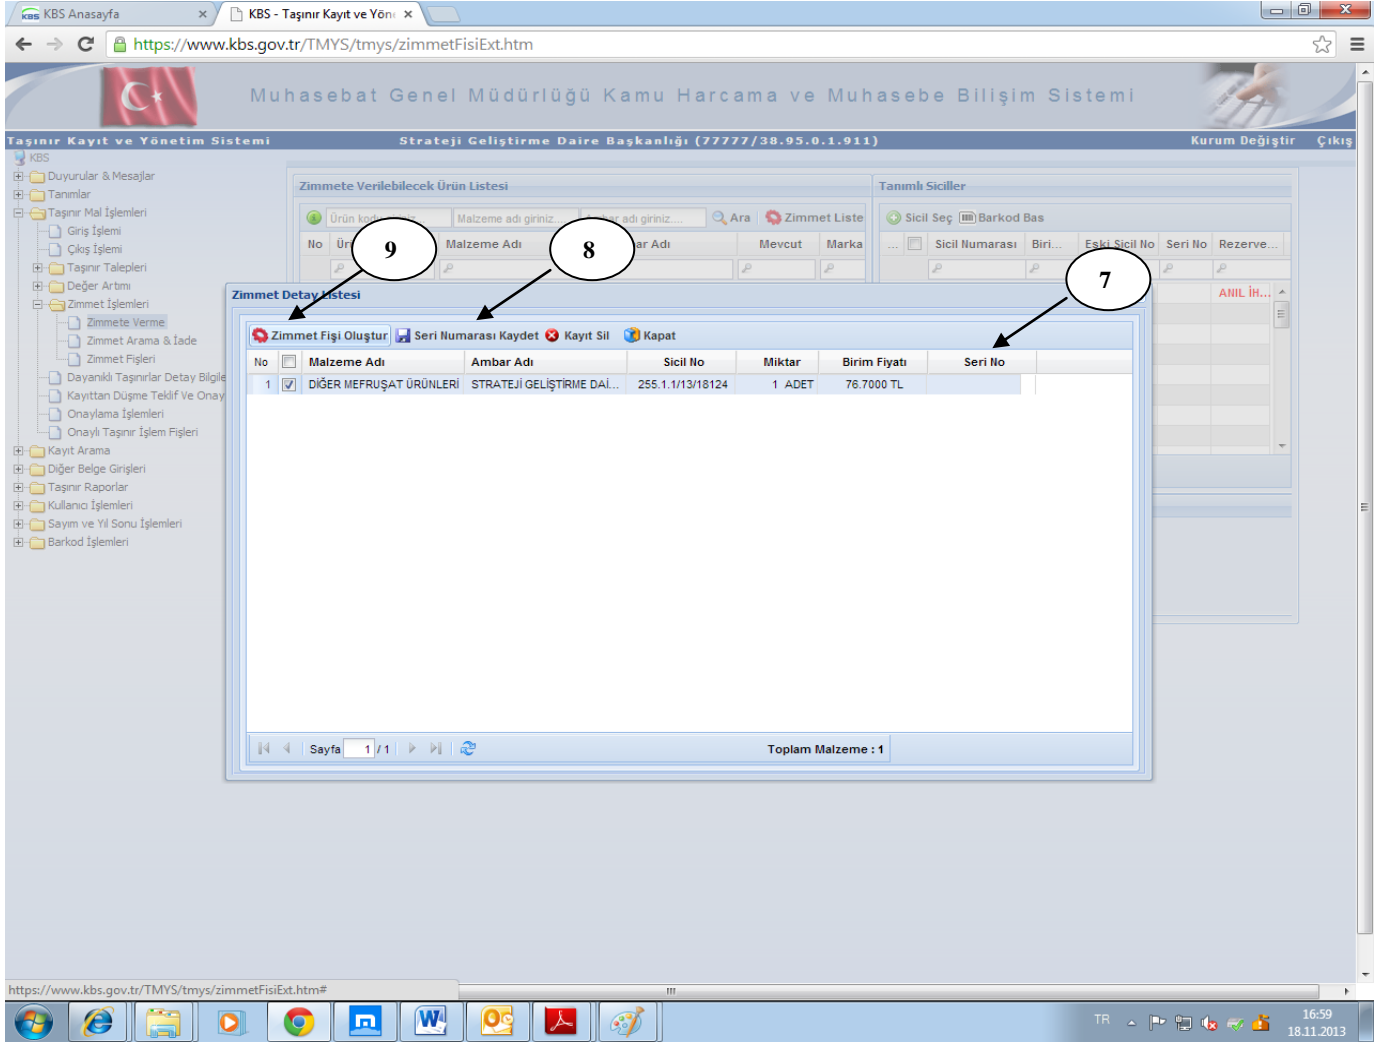 KBS Anasayfa
KBS - Taşınır Kayıt ve Yön
https://www.kbs.gov.tr/TMYS/tmys/zimmetFisiExt.htm
Muhasebat Genel Müdürlüğü Kamu Harcama ve Muhasebe Bilişim Sistemi
Taşınır Kayıt ve Yönetim Sistemi Strateji Geliştirme Daire Başkanlığı (77777/38.95.0.1.911) Kurum Değiştir Çıkış
KBS
Duyurular & Mesajlar
Tanımlar
Taşınır Mal İşlemleri
Giriş İşlemi
Çıkış İşlemi
Taşınır Talepleri
Değer Artımı
Zimmet İşlemleri
Zimmete Verme
Zimmet Arama & İade
Zimmet Fişleri
Dayanıklı Taşınırlar Detay Bilgile
Kayıttan Düşme Teklif Ve Onay
Onaylama İşlemleri
Onaylı Taşınır İşlem Fişleri
Kayıt Arama
Diğer Belge Girişleri
Taşınır Raporlar
Kullanıcı İşlemleri
Sayım ve Yıl Sonu İşlemleri
Barkod İşlemleri
Zimmete Verilebilecek Ürün Listesi
Ürün kodu giriniz... Malzeme adı giriniz... adı giriniz.... Ara Zimmet Liste
No Malzeme Adı Adı Mevcut Marka
Tanımlı Siciller
Sicil Seç Barkod Bas
... Sicil Numarası Biri... Eski Sicil No Seri No Rezerve...
ANIL İH...
9
8
7
Zimmet Detay Listesi
Zimmet Fişi Oluştur Seri Numarası Kaydet Kayıt Sil Kapat
No Malzeme Adı Ambar Adı Sicil No Miktar Birim Fiyatı Seri No
1 DİĞER MEFRUŞAT ÜRÜNLERİ STRATEJİ GELİŞTİRME DAİ... 255.1.1/13/18124 1 ADET 76.7000 TL
Sayfa 1 / 1 Toplam Malzeme : 1
https://www.kbs.gov.tr/TMYS/tmys/zimmetFisiExt.htm#
TR 16:59
18.11.2013